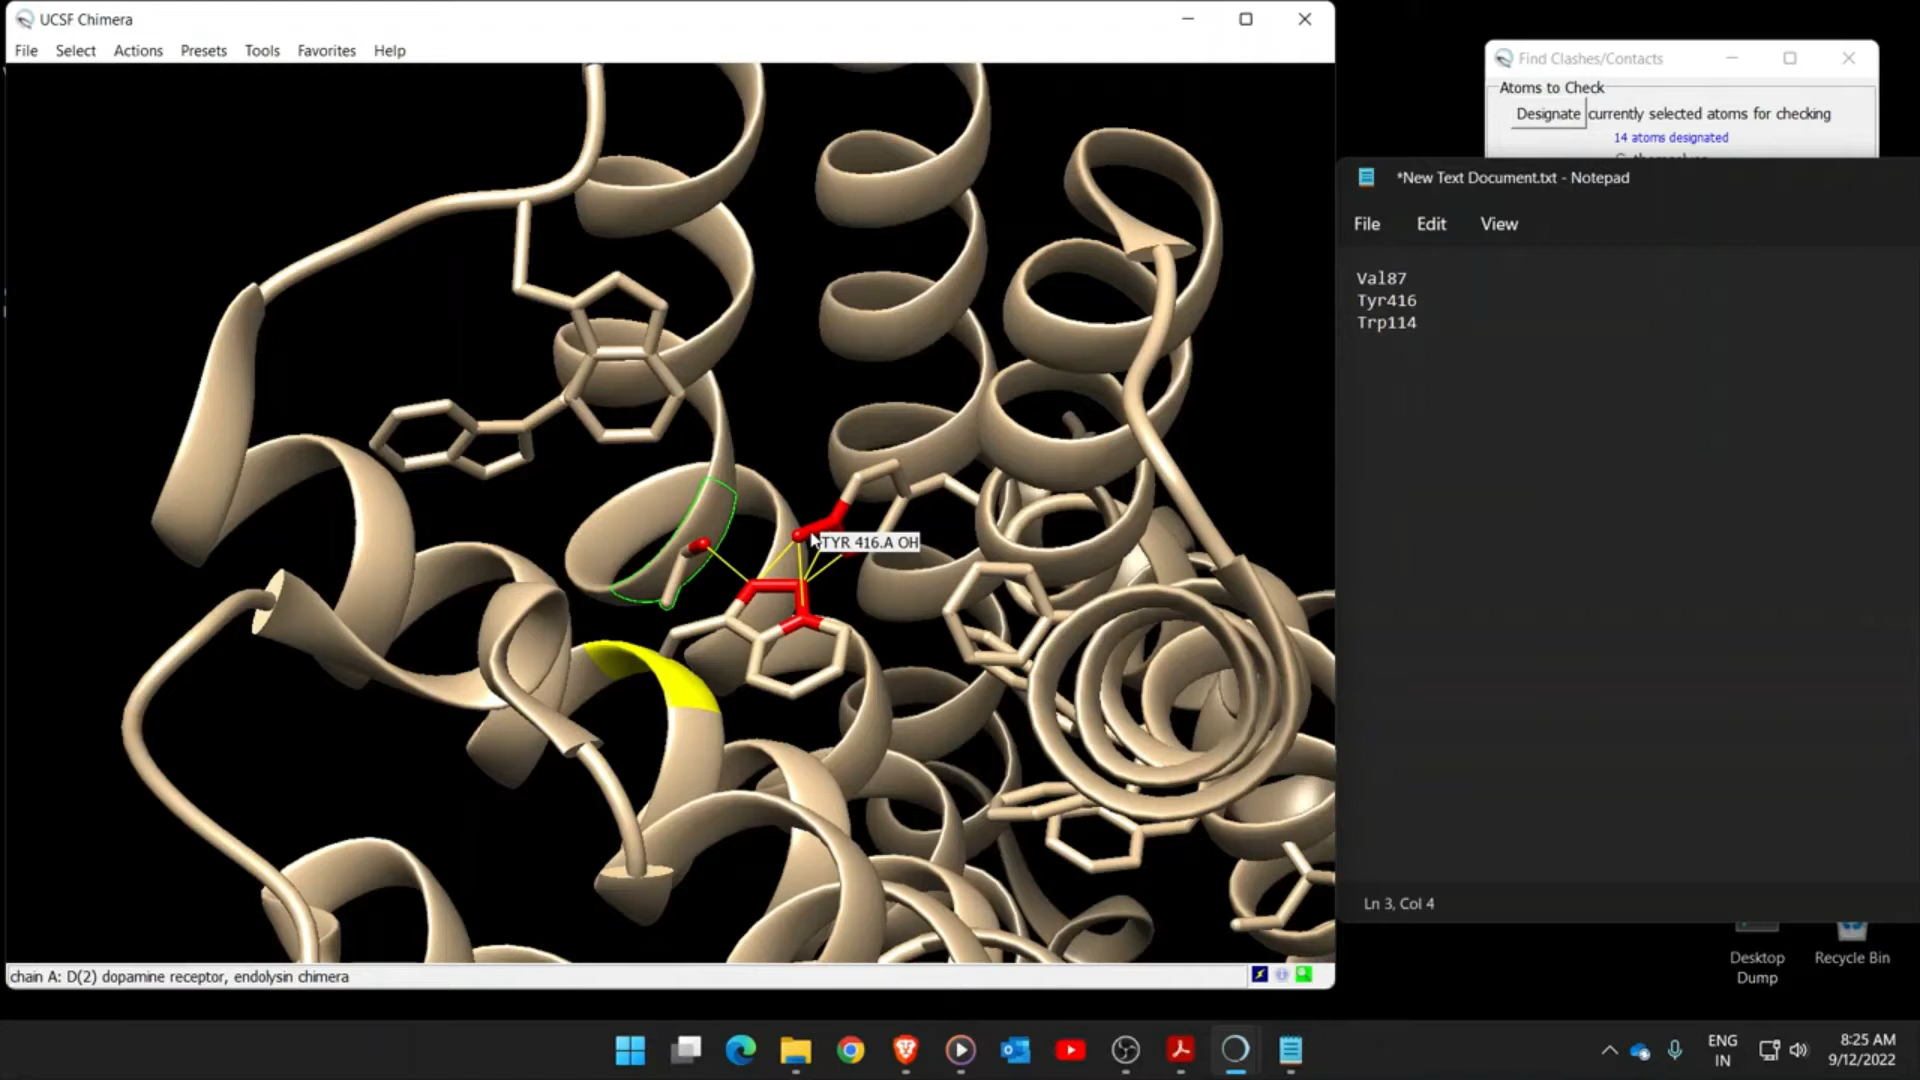 UCSF Chimera
File Select Actions Presets Tools Favorites Help
TYR 416.A OH
chain A: D(2) dopamine receptor, endolysin chimera
Find Clashes/Contacts
Atoms to Check
Designate currently selected atoms for checking
14 atoms designated
*New Text Document.txt - Notepad
File Edit View
Val87
Tyr416
Trp114
Ln 3, Col 4
Desktop
Dump
Recycle Bin
ENG
IN
8:25 AM
9/12/2022